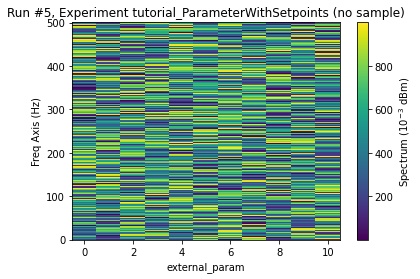 Run #5, Experiment tutorial_ParameterWithSetpoints (no sample)
500
400
300
200
100
0
Freq Axis (Hz)
0 2 4 6 8 10
external_param
800
600
400
200
Spectrum (10⁻³ dBm)